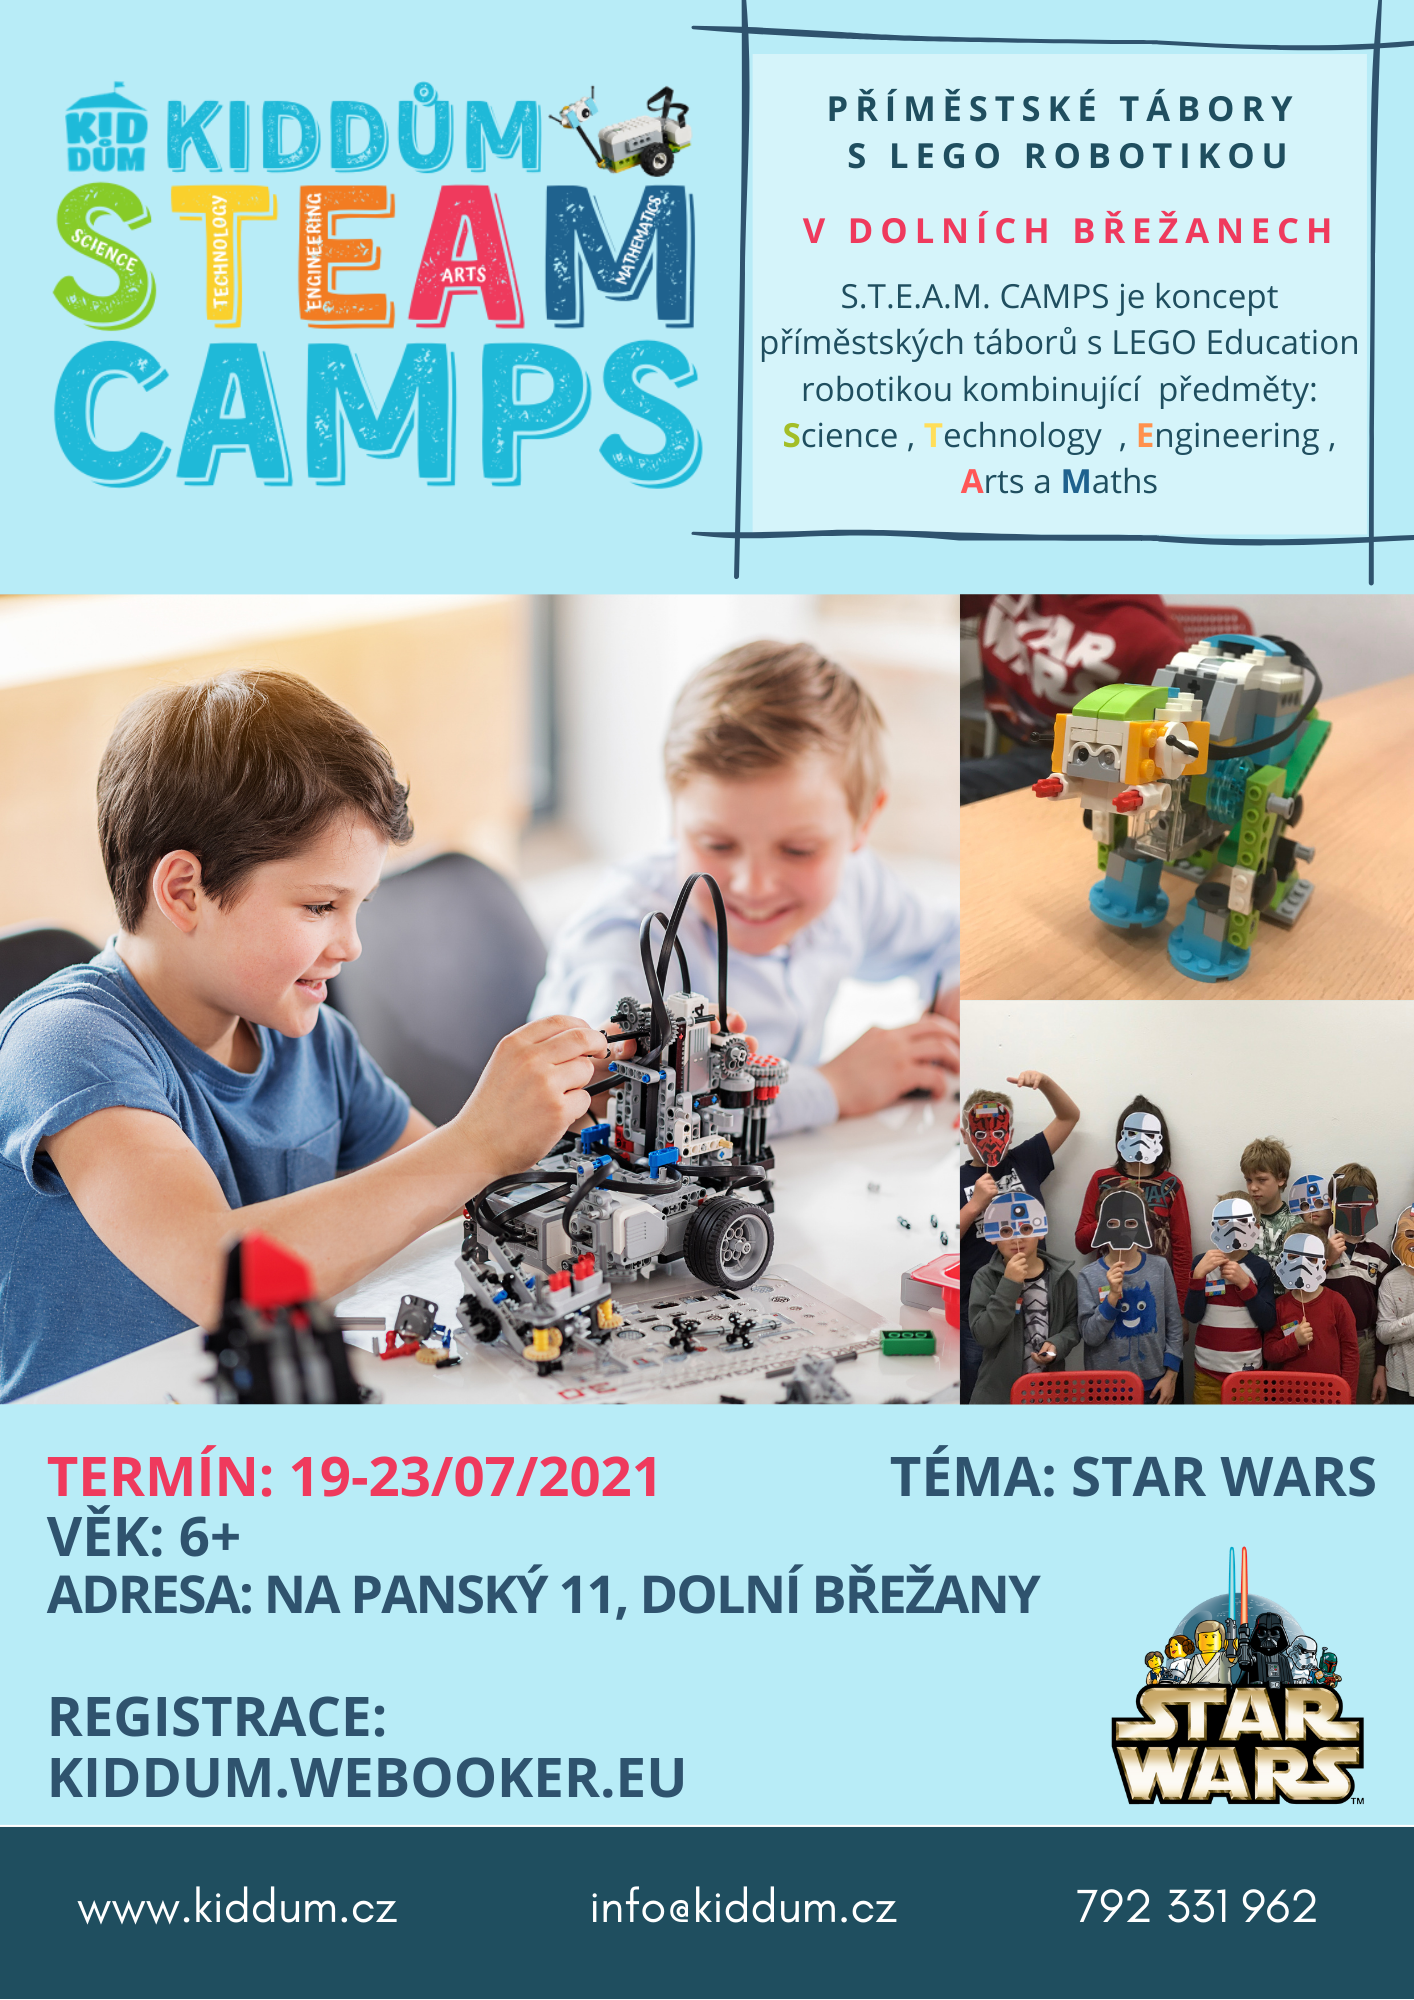 KID
DŮM
KIDDŮM
STEAM
SCIENCE
TECHNOLOGY
ENGINEERING
ARTS
MATHEMATICS
CAMPS
PŘÍMĚSTSKÉ TÁBORY
S LEGO ROBOTIKOU
V DOLNÍCH BŘEŽANECH
S.T.E.A.M. CAMPS je koncept
příměstských táborů s LEGO Education
robotikou kombinující předměty:
Science , Technology , Engineering ,
Arts a Maths
STAR
WARS
TERMÍN: 19-23/07/2021
VĚK: 6+
ADRESA: NA PANSKÝ 11, DOLNÍ BŘEŽANY
TÉMA: STAR WARS
REGISTRACE:
KIDDUM.WEBOOKER.EU
STAR
WARS
TM
www.kiddum.cz
info@kiddum.cz
792 331 962